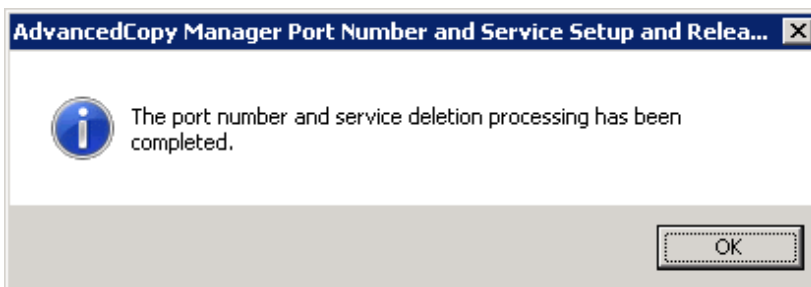 AdvancedCopy Manager Port Number and Service Setup and Relea...
The port number and service deletion processing has been
completed.
OK